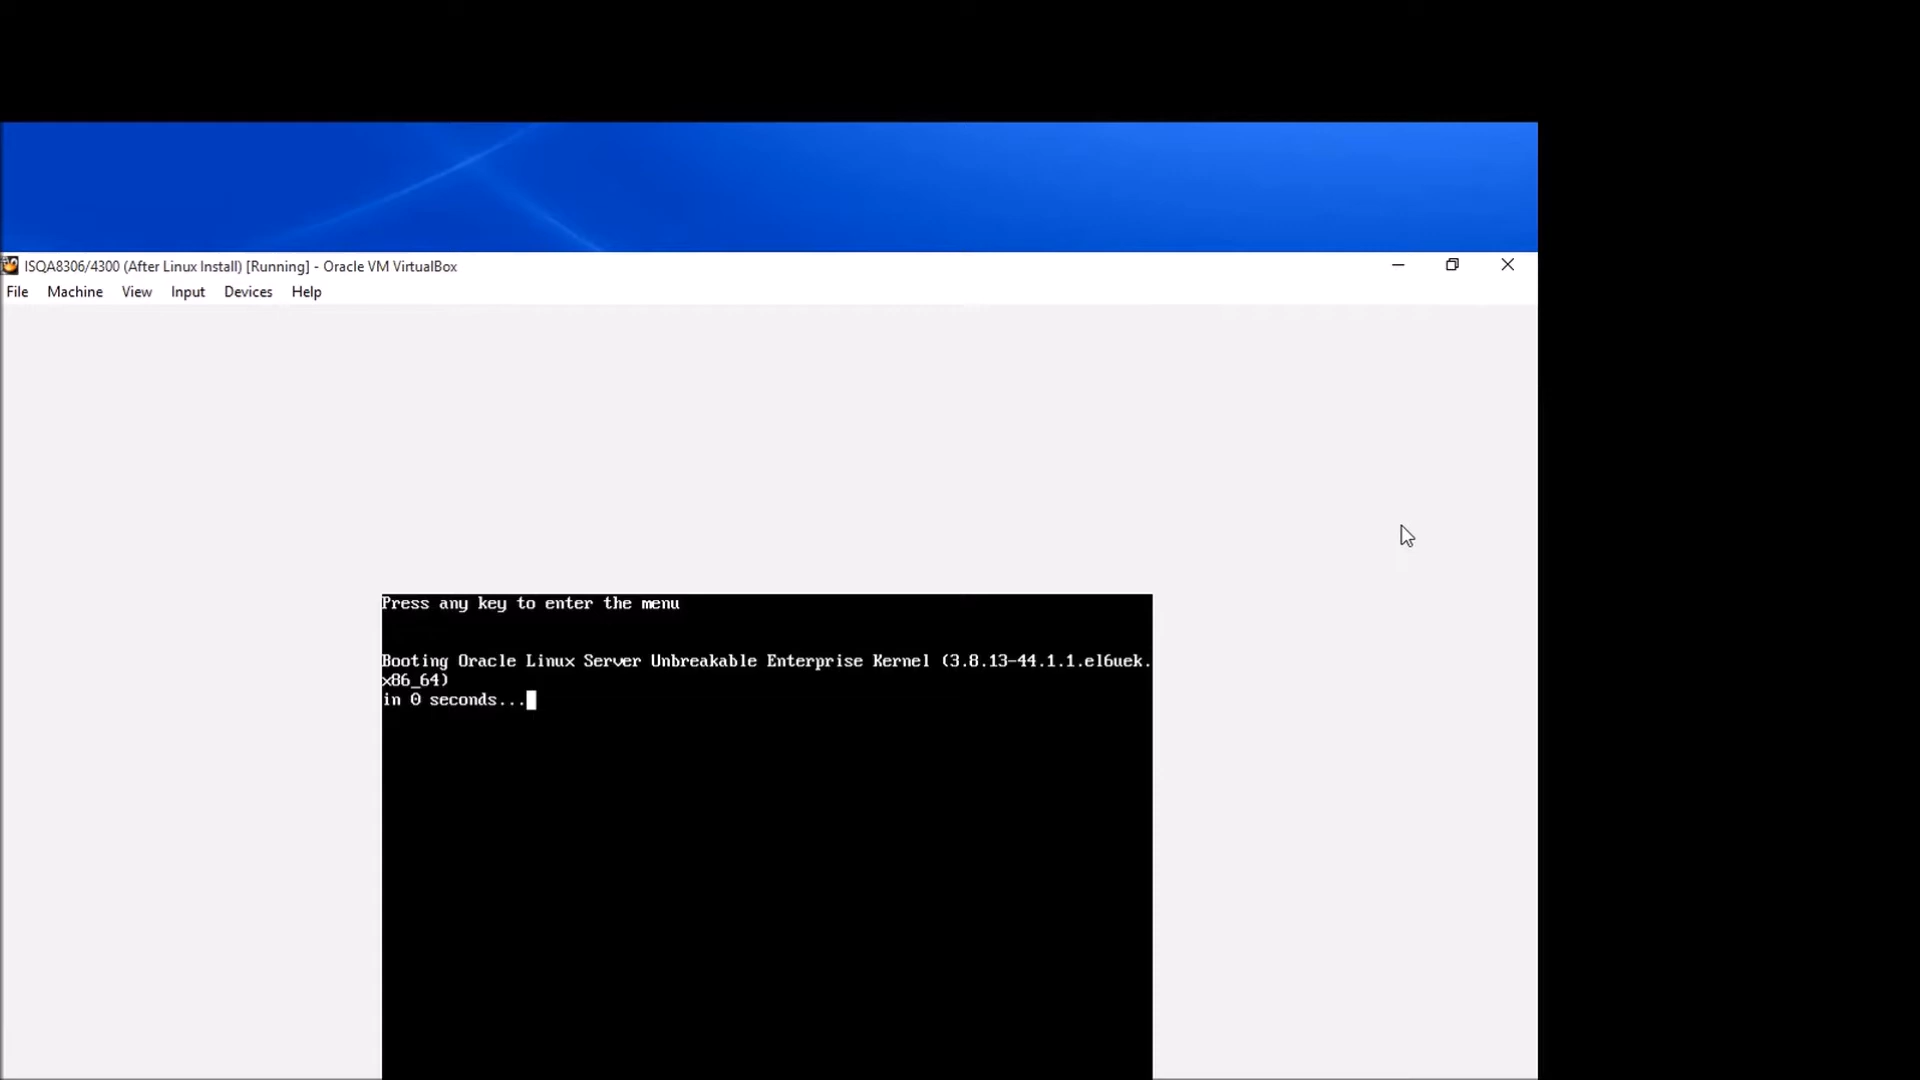 ISQA8306/4300 (After Linux Install) [Running] - Oracle VM VirtualBox
File Machine View Input Devices Help
Press any key to enter the menu
Booting Oracle Linux Server Unbreakable Enterprise Kernel (3.8.13-44.1.1.el6uek.
x86_64)
in 0 seconds...